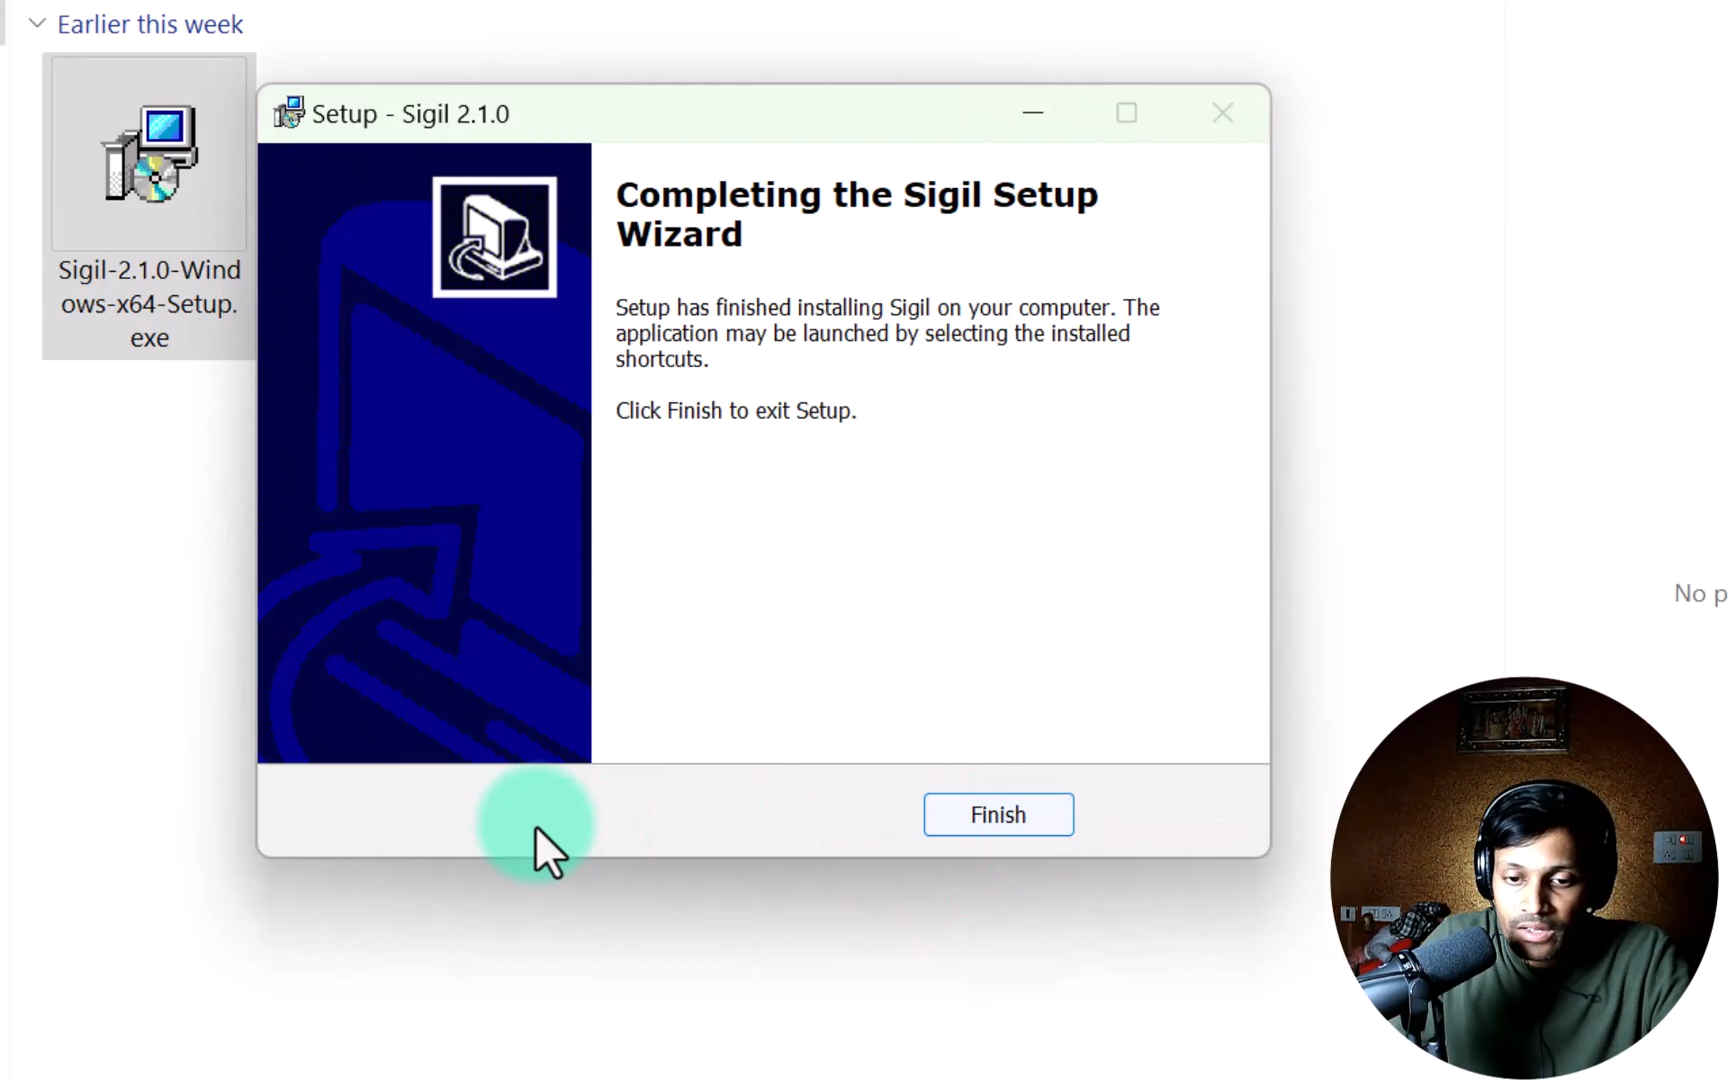 Earlier this week
Sigil-2.1.0-Wind
ows-x64-Setup.
exe
Setup - Sigil 2.1.0
Completing the Sigil Setup
Wizard
Setup has finished installing Sigil on your computer. The
application may be launched by selecting the installed
shortcuts.
Click Finish to exit Setup.
Finish
No p